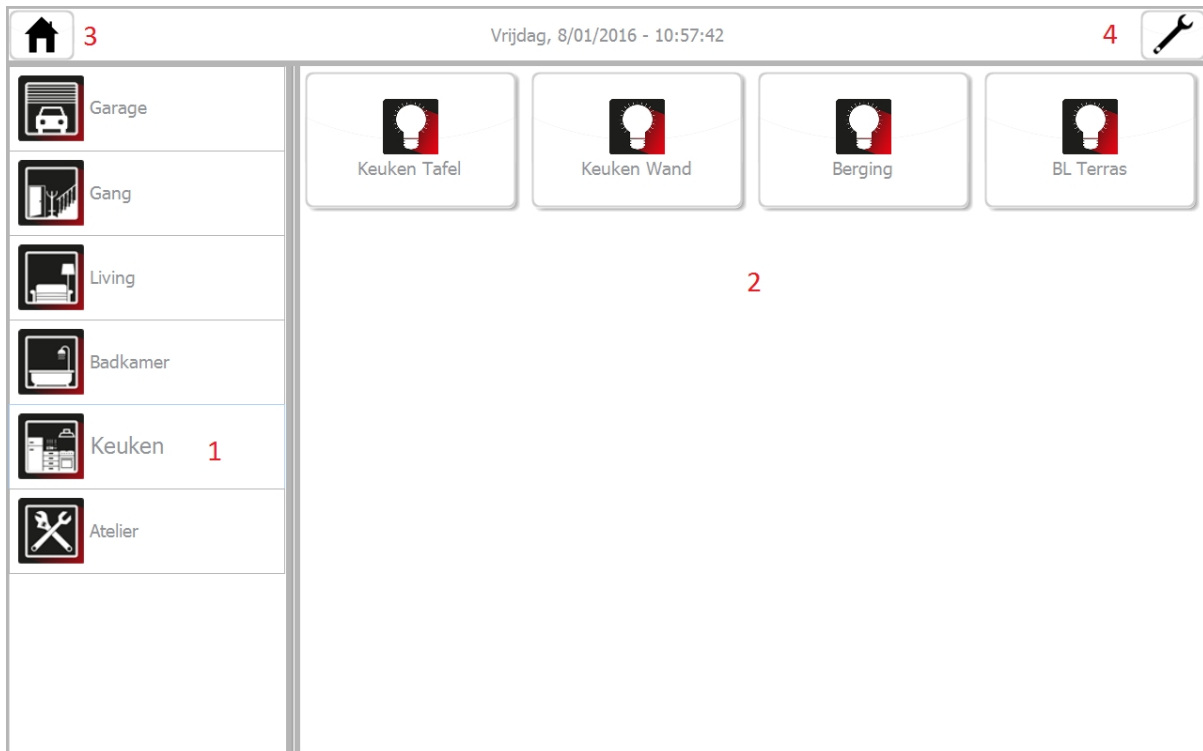 3
Vrijdag, 8/01/2016 - 10:57:42
4
Garage
Gang
Living
Badkamer
Keuken 1
Atelier
Keuken Tafel
Keuken Wand
Berging
BL Terras
2